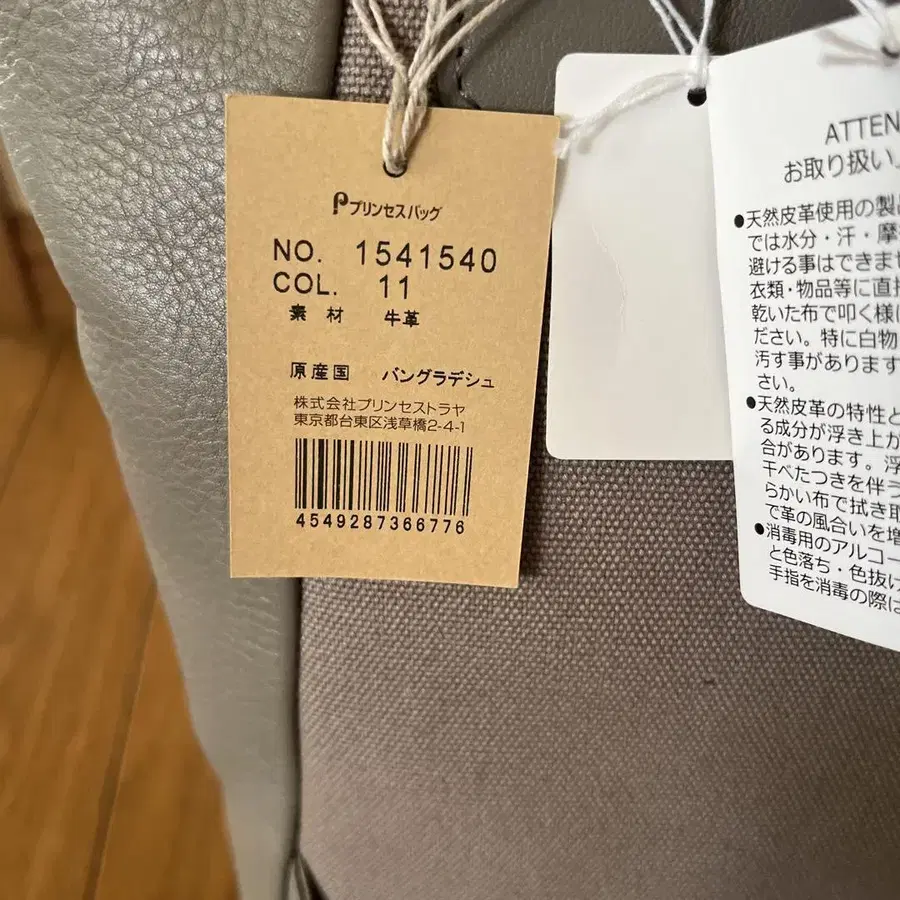 プリンセスバッグ
NO. 1541540
COL. 11
素材 牛革
原産国 バングラデシュ
株式会社プリンセストラヤ
東京都台東区浅草橋2-4-1
4549287366776
ATTEN
お取り扱い
●天然皮革使用の製品
では水分・汗・摩
避ける事はできませ
衣類・物品等に直接
乾いた布で叩く様に
ださい。特に白物
汚す事があります
さい。
●天然皮革の特性と
る成分が浮き上が
合があります。浮
干べたつきを伴う
らかい布で拭き取
で革の風合いを増
●消毒用のアルコー
と色落ち・色抜け
手指を消毒の際は